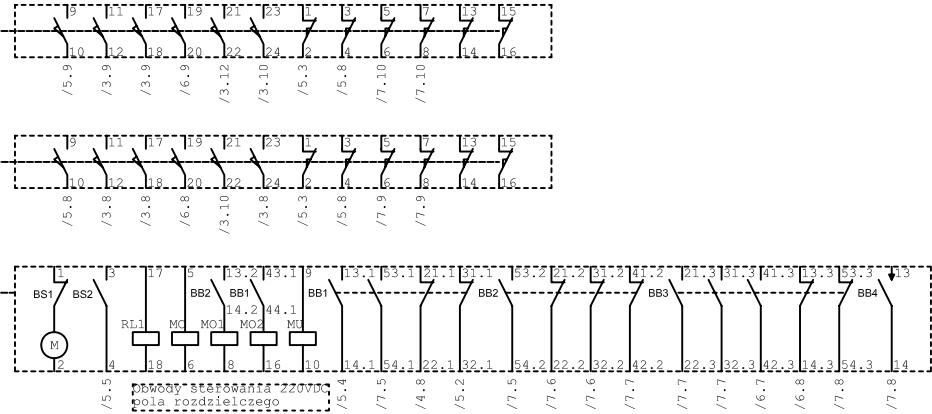 9 11 17 19 21 23 1 3 5 7 13 15
10 12 18 20 22 24 2 4 6 8 14 16
/5.9 /3.9 /3.9 /6.9 /3.12 /3.10 /5.3 /5.8 /7.10 /7.10
9 11 17 19 21 23 1 3 5 7 13 15
10 12 18 20 22 24 2 4 6 8 14 16
/5.8 /3.8 /3.8 /6.8 /3.10 /3.8 /5.3 /5.8 /7.9 /7.9
1 3 17 5 13.2 43.1 9 13.1 53.1 21.1 31.1 53.2 21.2 31.2 41.2 21.3 31.3 41.3 13.3 53.3 13
BS1 BS2 BB2 BB1 BB1 BB2 BB3 BB4
14.2 44.1
RL1 MC MO1 MO2 MU
M
2 4 18 6 8 16 10 14.1 54.1 22.1 32.1 54.2 22.2 32.2 42.2 22.3 32.3 42.3 14.3 54.3 14
/5.5 /5.4 /7.5 /4.8 /5.2 /7.5 /7.6 /7.6 /7.7 /7.7 /7.7 /6.7 /6.8 /7.8 /7.8
Obwody sterowania 220VDC
pola rozdzielczego